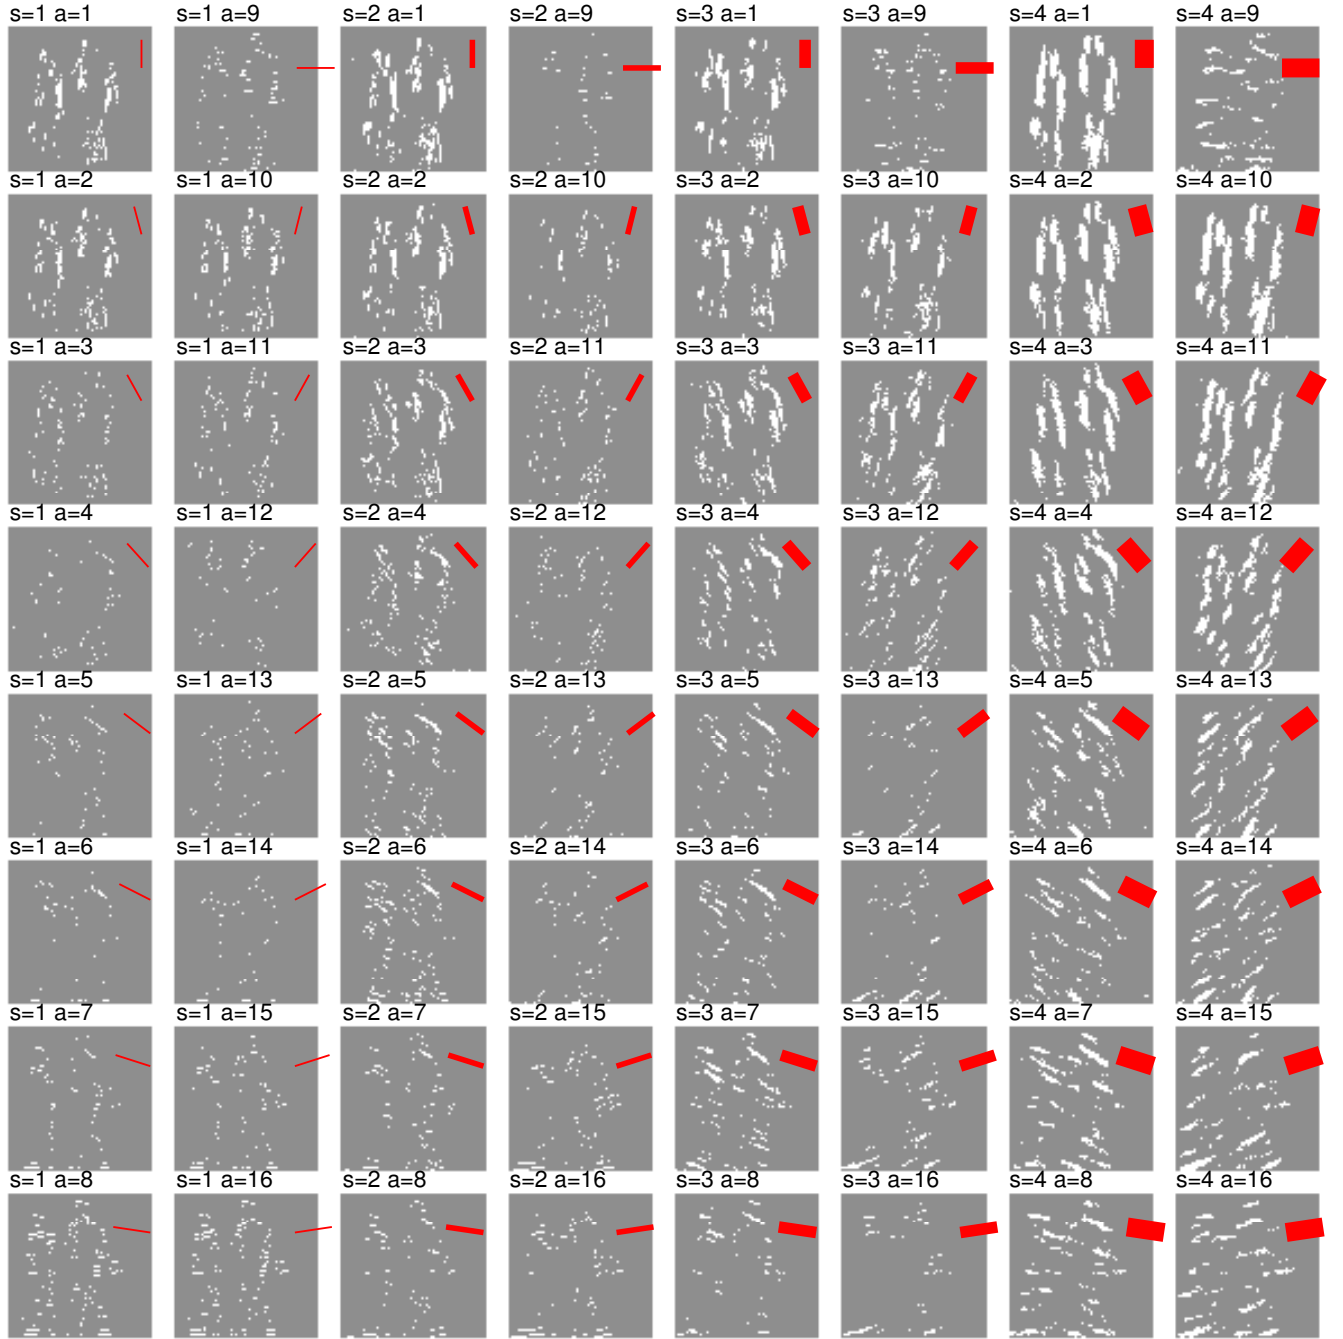 s=1 a=1 s=1 a=9 s=2 a=1 s=2 a=9 s=3 a=1 s=3 a=9 s=4 a=1 s=4 a=9
s=1 a=2 s=1 a=10 s=2 a=2 s=2 a=10 s=3 a=2 s=3 a=10 s=4 a=2 s=4 a=10
s=1 a=3 s=1 a=11 s=2 a=3 s=2 a=11 s=3 a=3 s=3 a=11 s=4 a=3 s=4 a=11
s=1 a=4 s=1 a=12 s=2 a=4 s=2 a=12 s=3 a=4 s=3 a=12 s=4 a=4 s=4 a=12
s=1 a=5 s=1 a=13 s=2 a=5 s=2 a=13 s=3 a=5 s=3 a=13 s=4 a=5 s=4 a=13
s=1 a=6 s=1 a=14 s=2 a=6 s=2 a=14 s=3 a=6 s=3 a=14 s=4 a=6 s=4 a=14
s=1 a=7 s=1 a=15 s=2 a=7 s=2 a=15 s=3 a=7 s=3 a=15 s=4 a=7 s=4 a=15
s=1 a=8 s=1 a=16 s=2 a=8 s=2 a=16 s=3 a=8 s=3 a=16 s=4 a=8 s=4 a=16